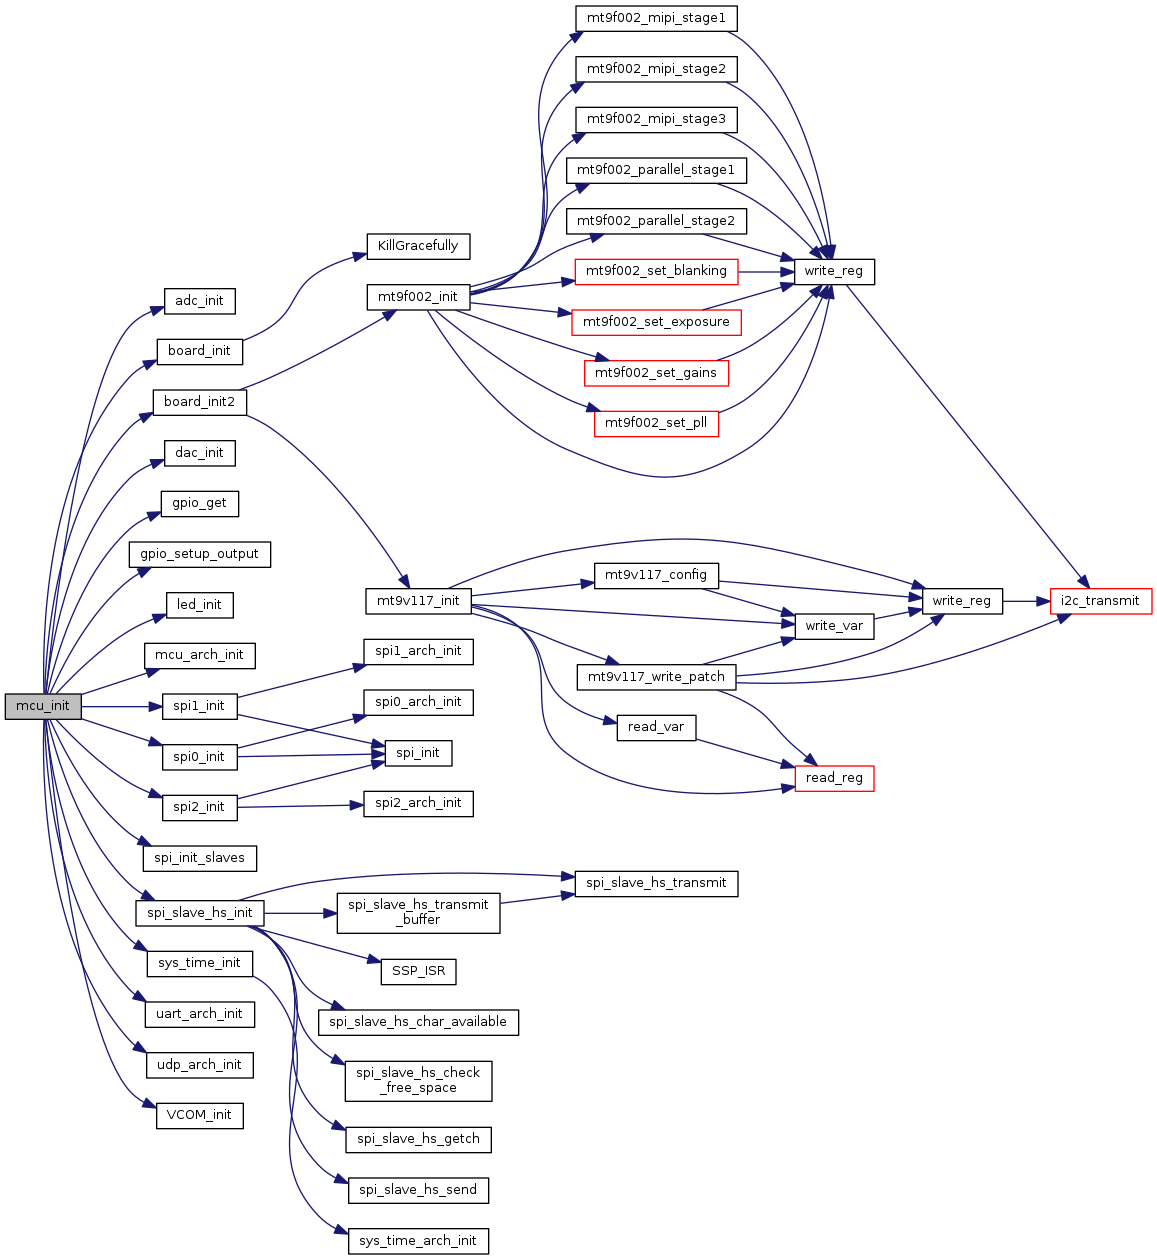 mt9f002_mipi_stage1
mt9f002_mipi_stage2
mt9f002_mipi_stage3
mt9f002_parallel_stage1
mt9f002_parallel_stage2
KillGracefully
mt9f002_set_blanking
write_reg
mt9f002_init
adc_init
mt9f002_set_exposure
board_init
mt9f002_set_gains
board_init2
mt9f002_set_pll
dac_init
gpio_get
gpio_setup_output
mt9v117_config
led_init
mt9v117_init
write_reg
i2c_transmit
write_var
mcu_arch_init
spi1_arch_init
mt9v117_write_patch
mcu_init
spi1_init
spi0_arch_init
read_var
spi0_init
spi_init
read_reg
spi2_init
spi2_arch_init
spi_init_slaves
spi_slave_hs_transmit
spi_slave_hs_init
spi_slave_hs_transmit
_buffer
sys_time_init
SSP_ISR
uart_arch_init
spi_slave_hs_char_available
udp_arch_init
spi_slave_hs_check
_free_space
VCOM_init
spi_slave_hs_getch
spi_slave_hs_send
sys_time_arch_init